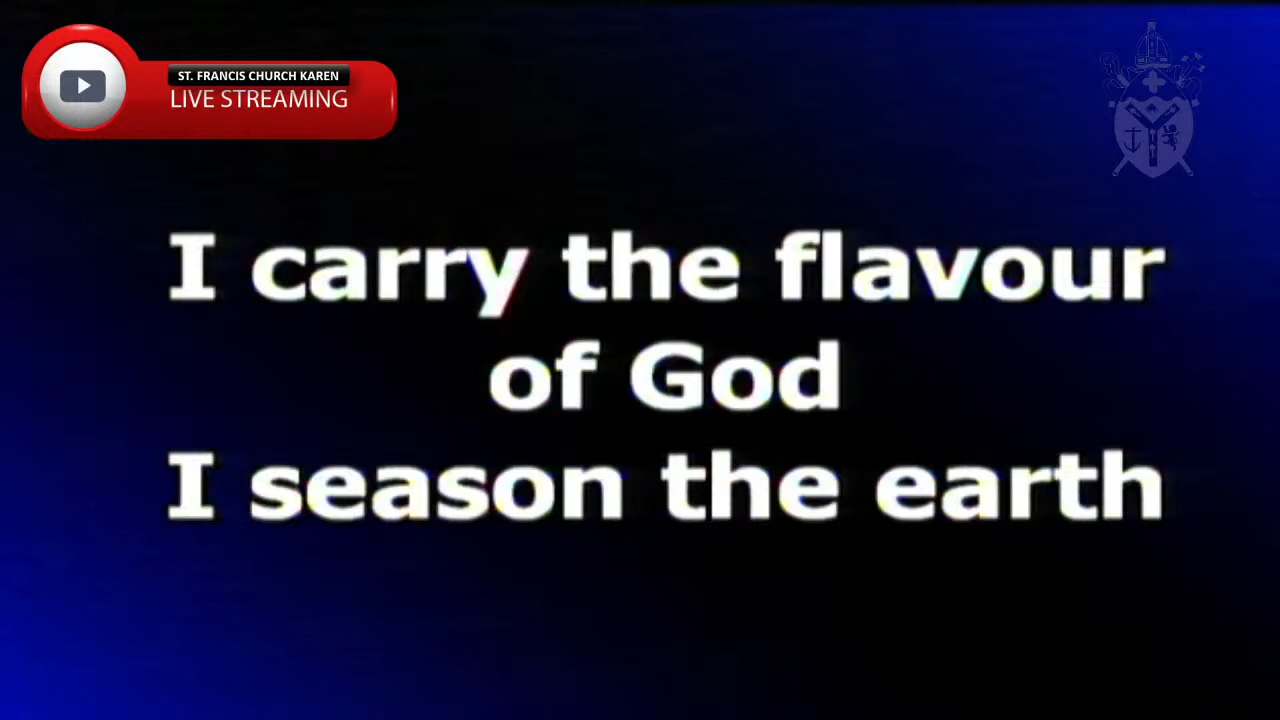 ST. FRANCIS CHURCH KAREN
LIVE STREAMING
I carry the flavour
of God
I season the earth